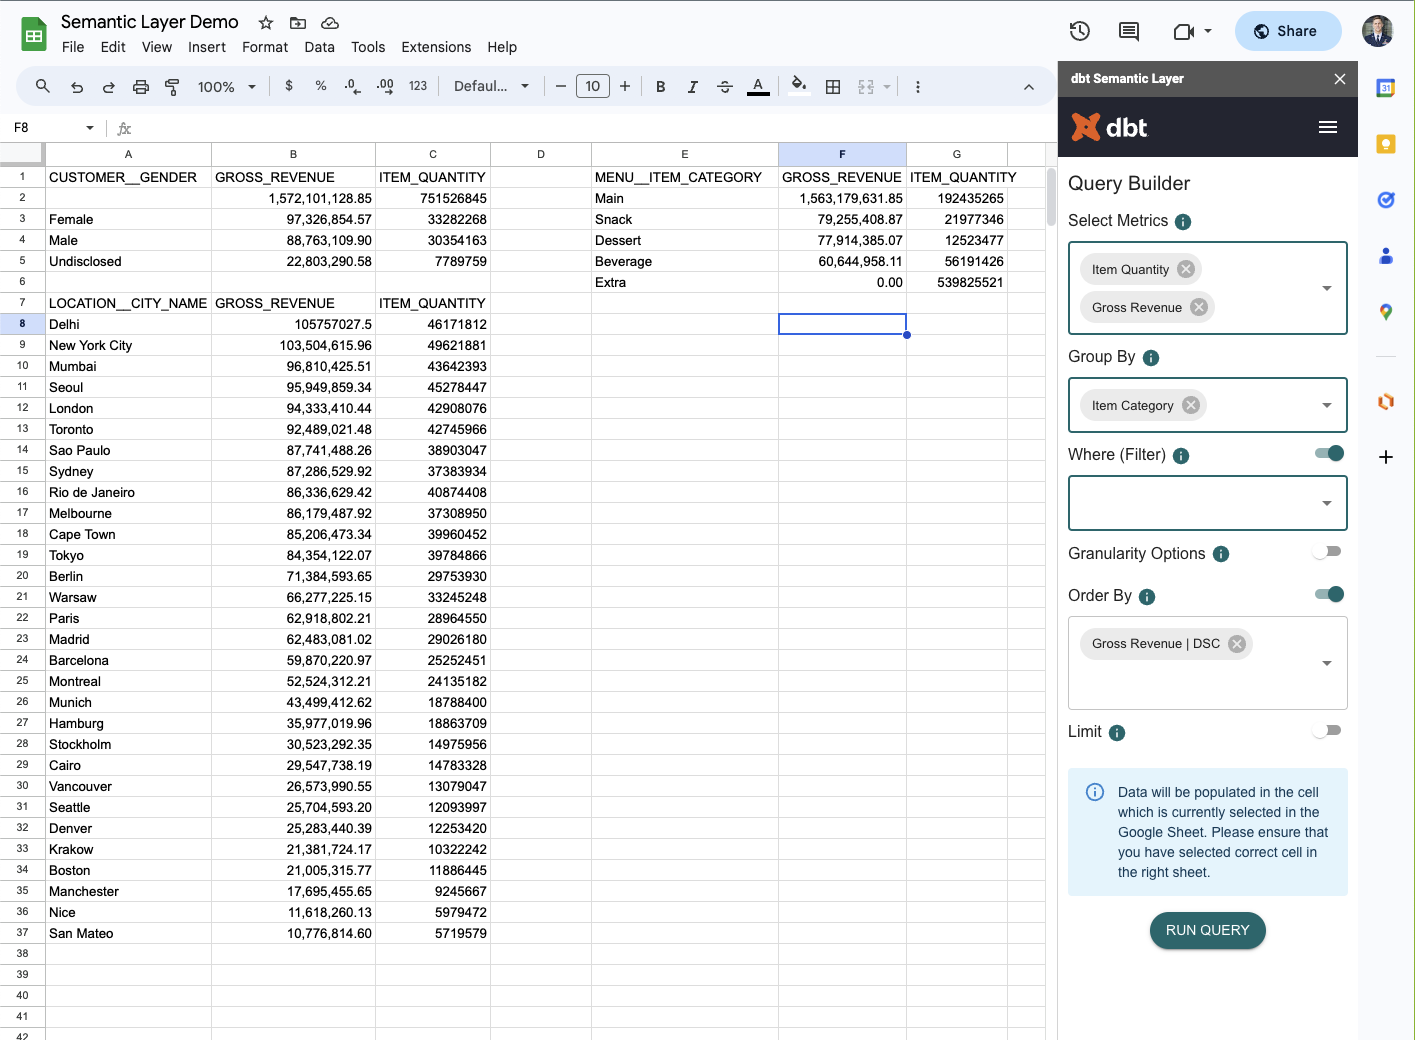 Semantic Layer Demo
File Edit View Insert Format Data Tools Extensions Help
Share
100% $ % .0 .00 123 Defaul... − 10 + B I S A
F8 fx
A B C D E F G
1 CUSTOMER__GENDER GROSS_REVENUE ITEM_QUANTITY MENU__ITEM_CATEGORY GROSS_REVENUE ITEM_QUANTITY
2 1,572,101,128.85 751526845 Main 1,563,179,631.85 192435265
3 Female 97,326,854.57 33282268 Snack 79,255,408.87 21977346
4 Male 88,763,109.90 30354163 Dessert 77,914,385.07 12523477
5 Undisclosed 22,803,290.58 7789759 Beverage 60,644,958.11 56191426
6 Extra 0.00 539825521
7 LOCATION__CITY_NAME GROSS_REVENUE ITEM_QUANTITY
8 Delhi 105757027.5 46171812
9 New York City 103,504,615.96 49621881
10 Mumbai 96,810,425.51 43642393
11 Seoul 95,949,859.34 45278447
12 London 94,333,410.44 42908076
13 Toronto 92,489,021.48 42745966
14 Sao Paulo 87,741,488.26 38903047
15 Sydney 87,286,529.92 37383934
16 Rio de Janeiro 86,336,629.42 40874408
17 Melbourne 86,179,487.92 37308950
18 Cape Town 85,206,473.34 39960452
19 Tokyo 84,354,122.07 39784866
20 Berlin 71,384,593.65 29753930
21 Warsaw 66,277,225.15 33245248
22 Paris 62,918,802.21 28964550
23 Madrid 62,483,081.02 29026180
24 Barcelona 59,870,220.97 25252451
25 Montreal 52,524,312.21 24135182
26 Munich 43,499,412.62 18788400
27 Hamburg 35,977,019.96 18863709
28 Stockholm 30,523,292.35 14975956
29 Cairo 29,547,738.19 14783328
30 Vancouver 26,573,990.55 13079047
31 Seattle 25,704,593.20 12093997
32 Denver 25,283,440.39 12253420
33 Krakow 21,381,724.17 10322242
34 Boston 21,005,315.77 11886445
35 Manchester 17,695,455.65 9245667
36 Nice 11,618,260.13 5979472
37 San Mateo 10,776,814.60 5719579
38
39
40
41
42
dbt Semantic Layer
dbt
Query Builder
Select Metrics
Item Quantity
Gross Revenue
Group By
Item Category
Where (Filter)
Granularity Options
Order By
Gross Revenue | DSC
Limit
Data will be populated in the cell
which is currently selected in the
Google Sheet. Please ensure that
you have selected correct cell in
the right sheet.
RUN QUERY
31